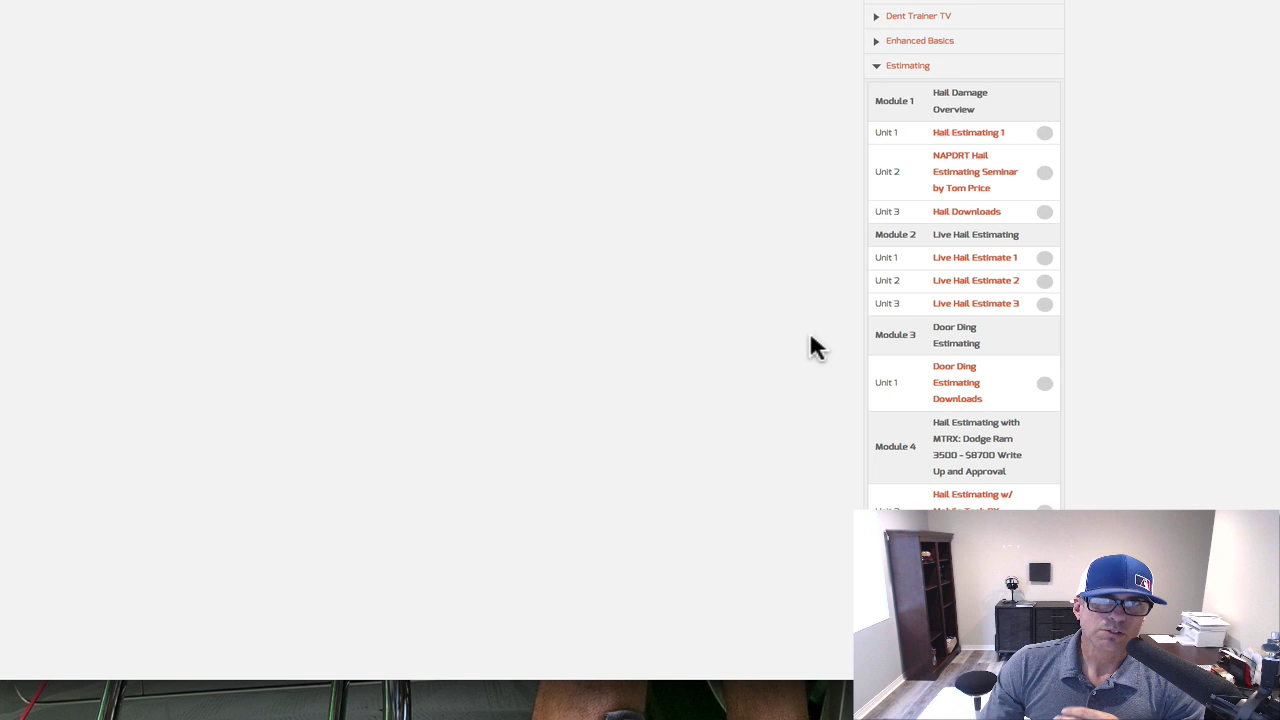 Dent Trainer TV
Enhanced Basics
Estimating
Module 1
Hail Damage
Overview
Unit 1
Hail Estimating 1
Unit 2
NAPDRT Hail
Estimating Seminar
by Tom Price
Unit 3
Hail Downloads
Module 2
Live Hail Estimating
Unit 1
Live Hail Estimate 1
Unit 2
Live Hail Estimate 2
Unit 3
Live Hail Estimate 3
Module 3
Door Ding
Estimating
Unit 1
Door Ding
Estimating
Downloads
Module 4
Hail Estimating with
MTRX: Dodge Ram
3500 - $8700 Write
Up and Approval
Hail Estimating w/